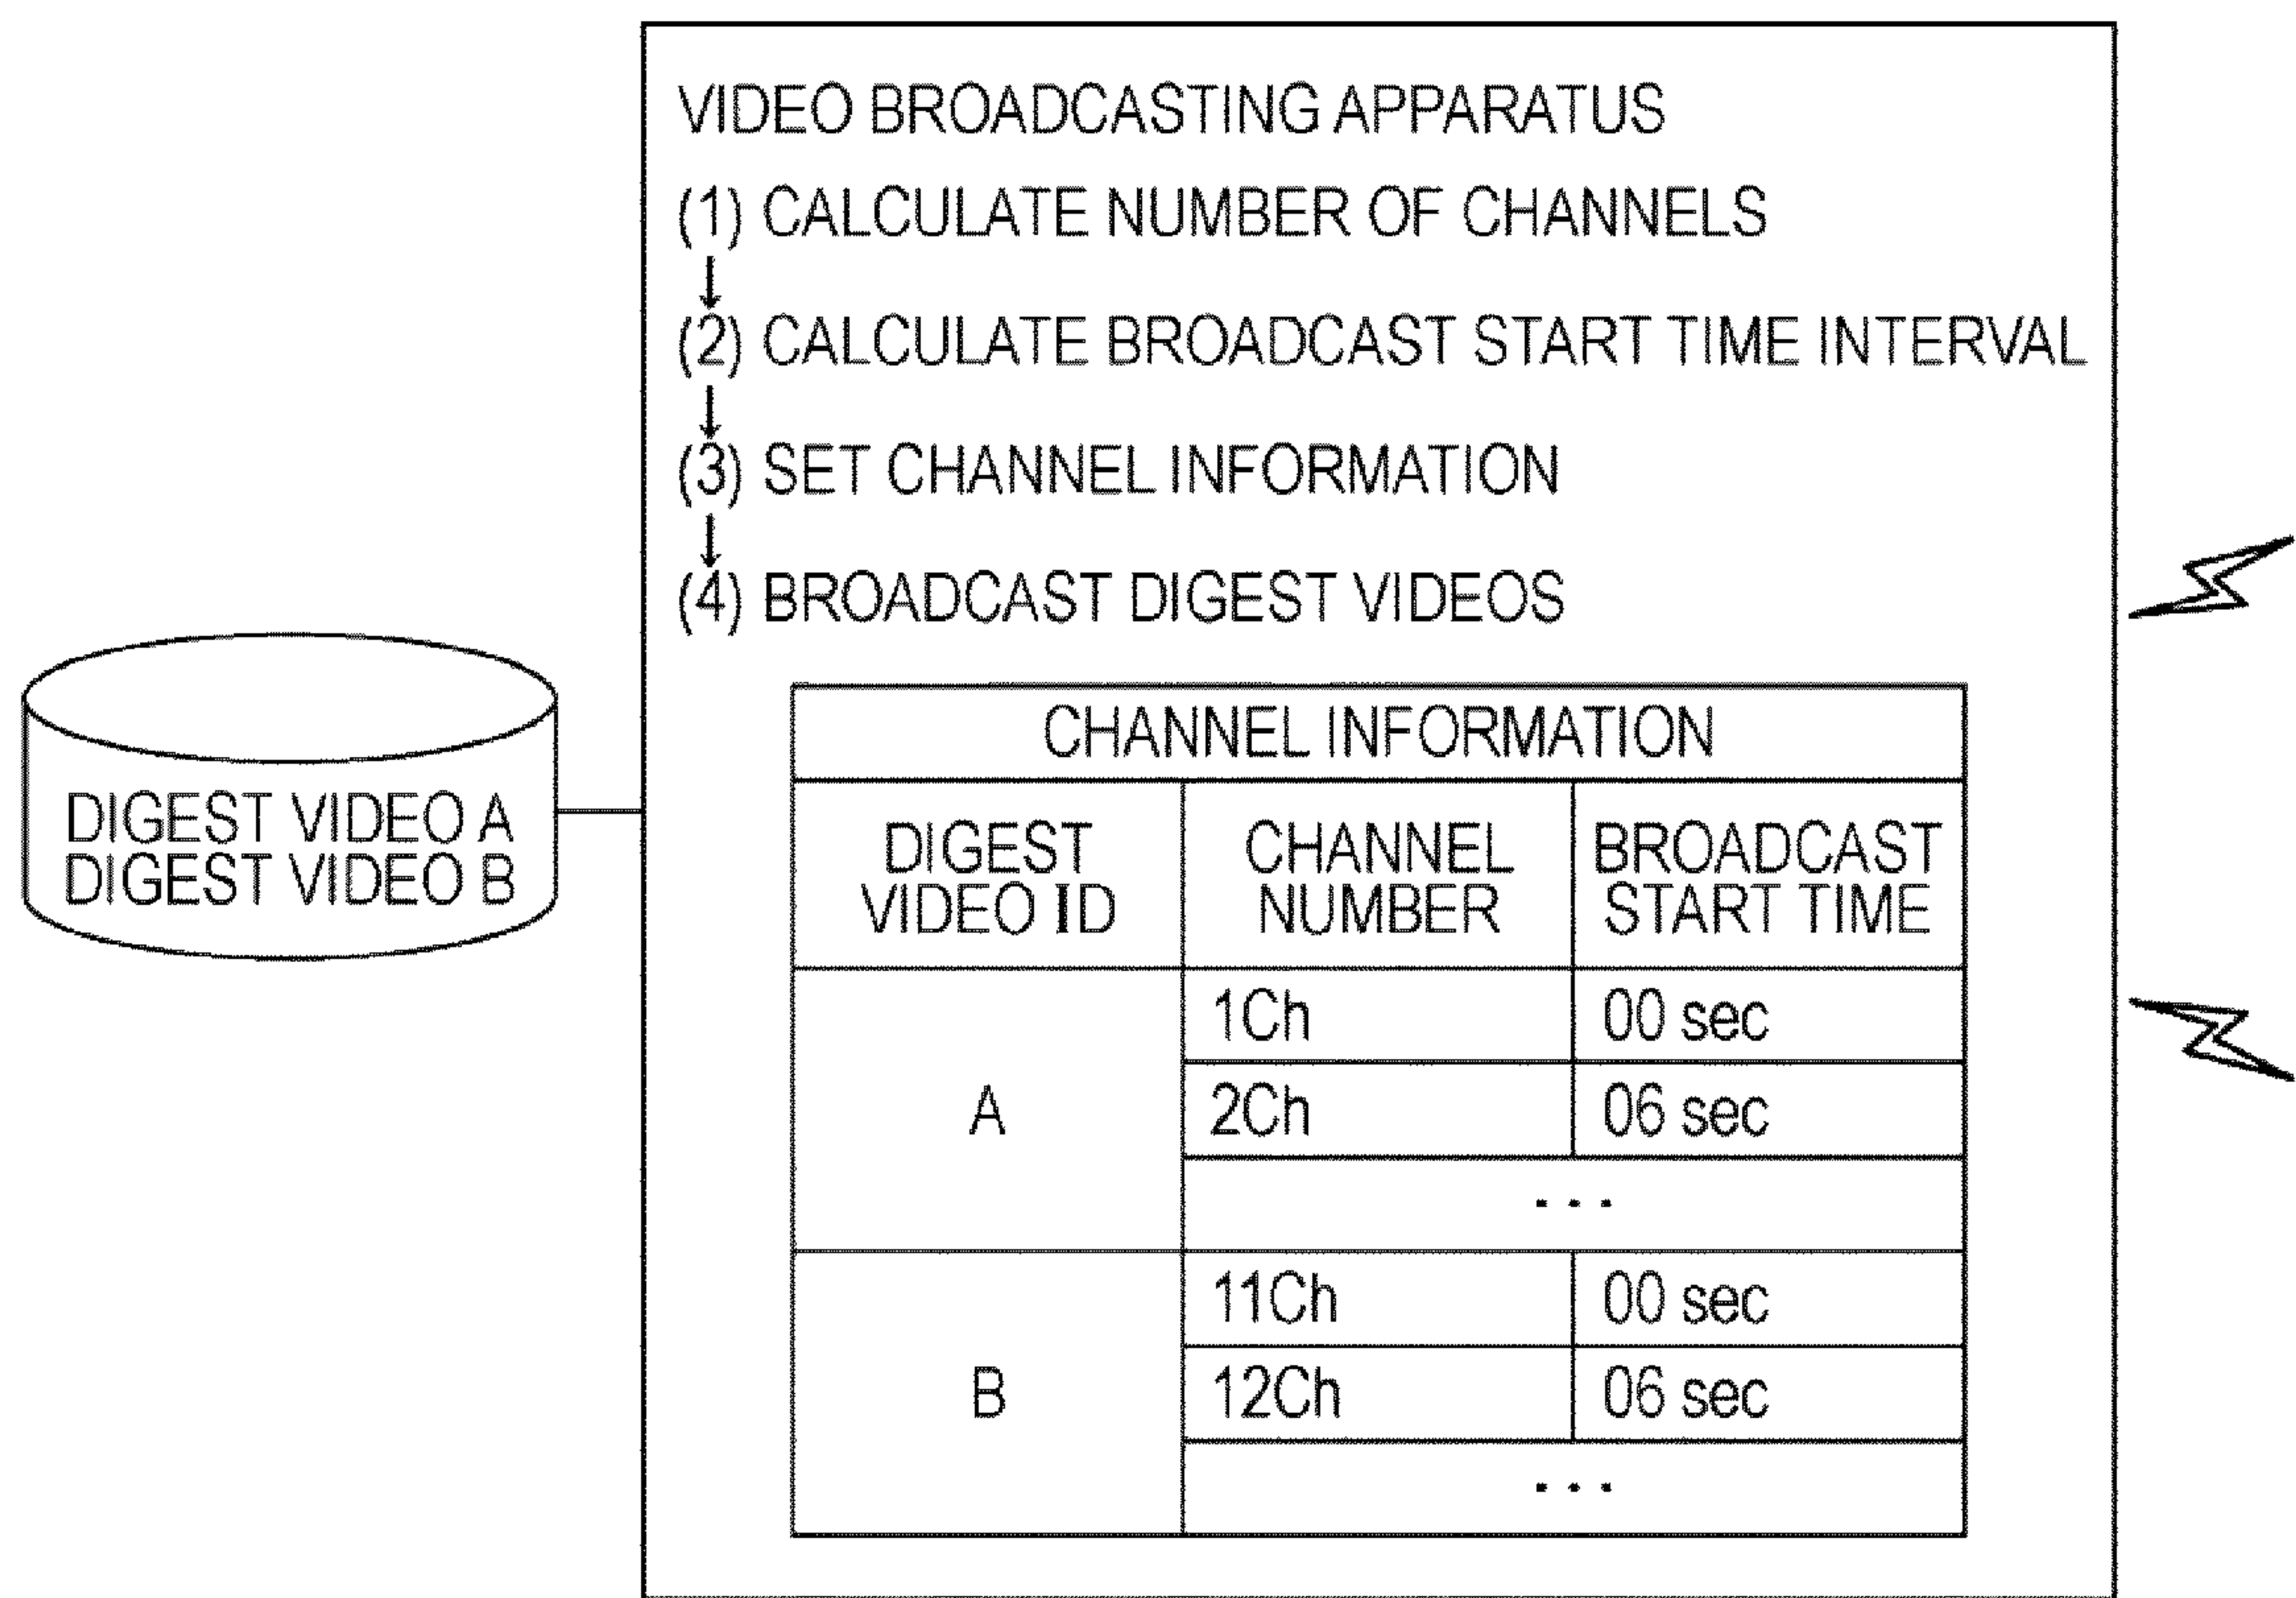 VIDEO BROADCASTING APPARATUS
(1) CALCULATE NUMBER OF CHANNELS
(2) CALCULATE BROADCAST START TIME INTERVAL
(3) SET CHANNEL INFORMATION
(4) BROADCAST DIGEST VIDEOS
DIGEST VIDEO A
DIGEST VIDEO B
CHANNEL INFORMATION
DIGEST
VIDEO ID
CHANNEL
NUMBER
BROADCAST
START TIME
A
1Ch
00 sec
2Ch
06 sec
...
B
11Ch
00 sec
12Ch
06 sec
...